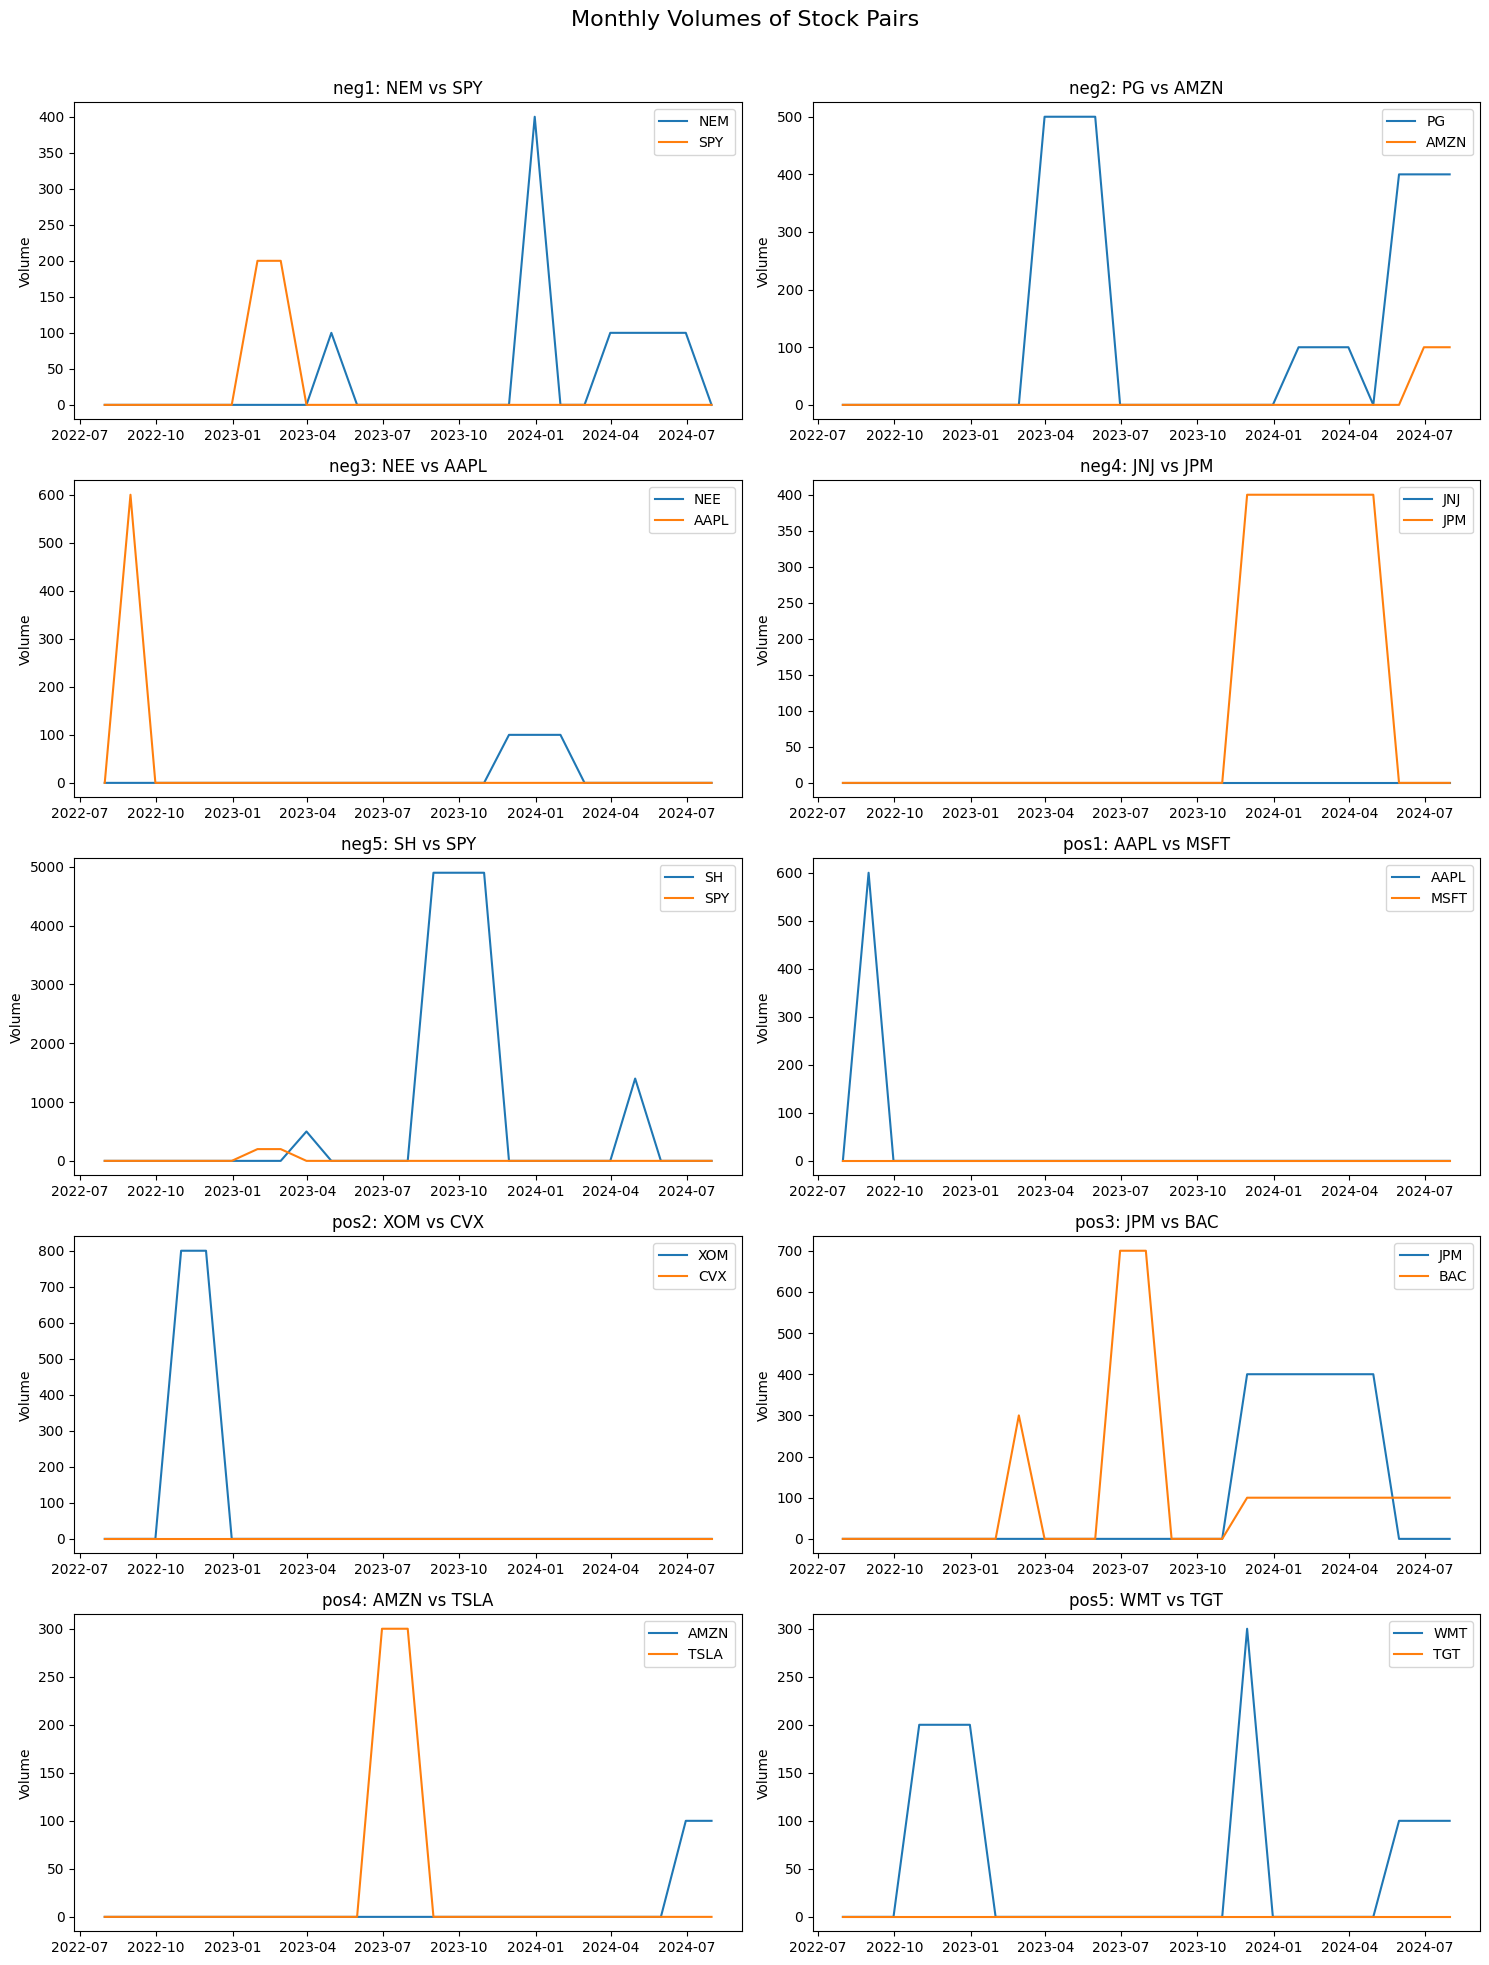 Monthly Volumes of Stock Pairs
neg1: NEM vs SPY
Volume
400
350
300
250
200
150
100
50
0
NEM
SPY
2022-07 2022-10 2023-01 2023-04 2023-07 2023-10 2024-01 2024-04 2024-07
neg2: PG vs AMZN
Volume
500
400
300
200
100
0
PG
AMZN
2022-07 2022-10 2023-01 2023-04 2023-07 2023-10 2024-01 2024-04 2024-07
neg3: NEE vs AAPL
Volume
600
500
400
300
200
100
0
NEE
AAPL
2022-07 2022-10 2023-01 2023-04 2023-07 2023-10 2024-01 2024-04 2024-07
neg4: JNJ vs JPM
Volume
400
350
300
250
200
150
100
50
0
JNJ
JPM
2022-07 2022-10 2023-01 2023-04 2023-07 2023-10 2024-01 2024-04 2024-07
neg5: SH vs SPY
Volume
5000
4000
3000
2000
1000
0
SH
SPY
2022-07 2022-10 2023-01 2023-04 2023-07 2023-10 2024-01 2024-04 2024-07
pos1: AAPL vs MSFT
Volume
600
500
400
300
200
100
0
AAPL
MSFT
2022-07 2022-10 2023-01 2023-04 2023-07 2023-10 2024-01 2024-04 2024-07
pos2: XOM vs CVX
Volume
800
700
600
500
400
300
200
100
0
XOM
CVX
2022-07 2022-10 2023-01 2023-04 2023-07 2023-10 2024-01 2024-04 2024-07
pos3: JPM vs BAC
Volume
700
600
500
400
300
200
100
0
JPM
BAC
2022-07 2022-10 2023-01 2023-04 2023-07 2023-10 2024-01 2024-04 2024-07
pos4: AMZN vs TSLA
Volume
300
250
200
150
100
50
0
AMZN
TSLA
2022-07 2022-10 2023-01 2023-04 2023-07 2023-10 2024-01 2024-04 2024-07
pos5: WMT vs TGT
Volume
300
250
200
150
100
50
0
WMT
TGT
2022-07 2022-10 2023-01 2023-04 2023-07 2023-10 2024-01 2024-04 2024-07